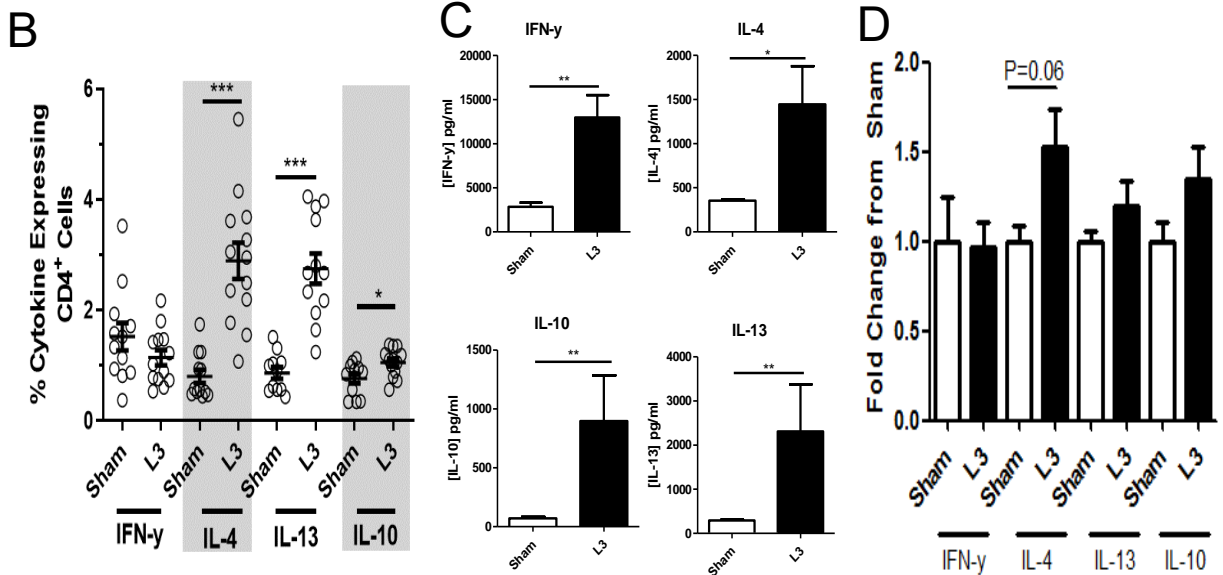 B
% Cytokine Expressing
CD4+ Cells
6
4
2
0
***
***
*
Sham
L3
Sham
L3
Sham
L3
Sham
L3
IFN-y
IL-4
IL-13
IL-10
C
IFN-y
[IFN-y] pg/ml
20000
15000
10000
5000
0
**
Sham
L3
IL-4
[IL-4] pg/ml
2000
1500
1000
500
0
*
Sham
L3
IL-10
[IL-10] pg/ml
1500
1000
500
0
**
Sham
L3
IL-13
[IL-13] pg/ml
4000
3000
2000
1000
0
**
Sham
L3
D
Fold Change from Sham
2.0
1.5
1.0
0.5
0.0
P=0.06
Sham
L3
Sham
L3
Sham
L3
Sham
L3
IFN-y
IL-4
IL-13
IL-10